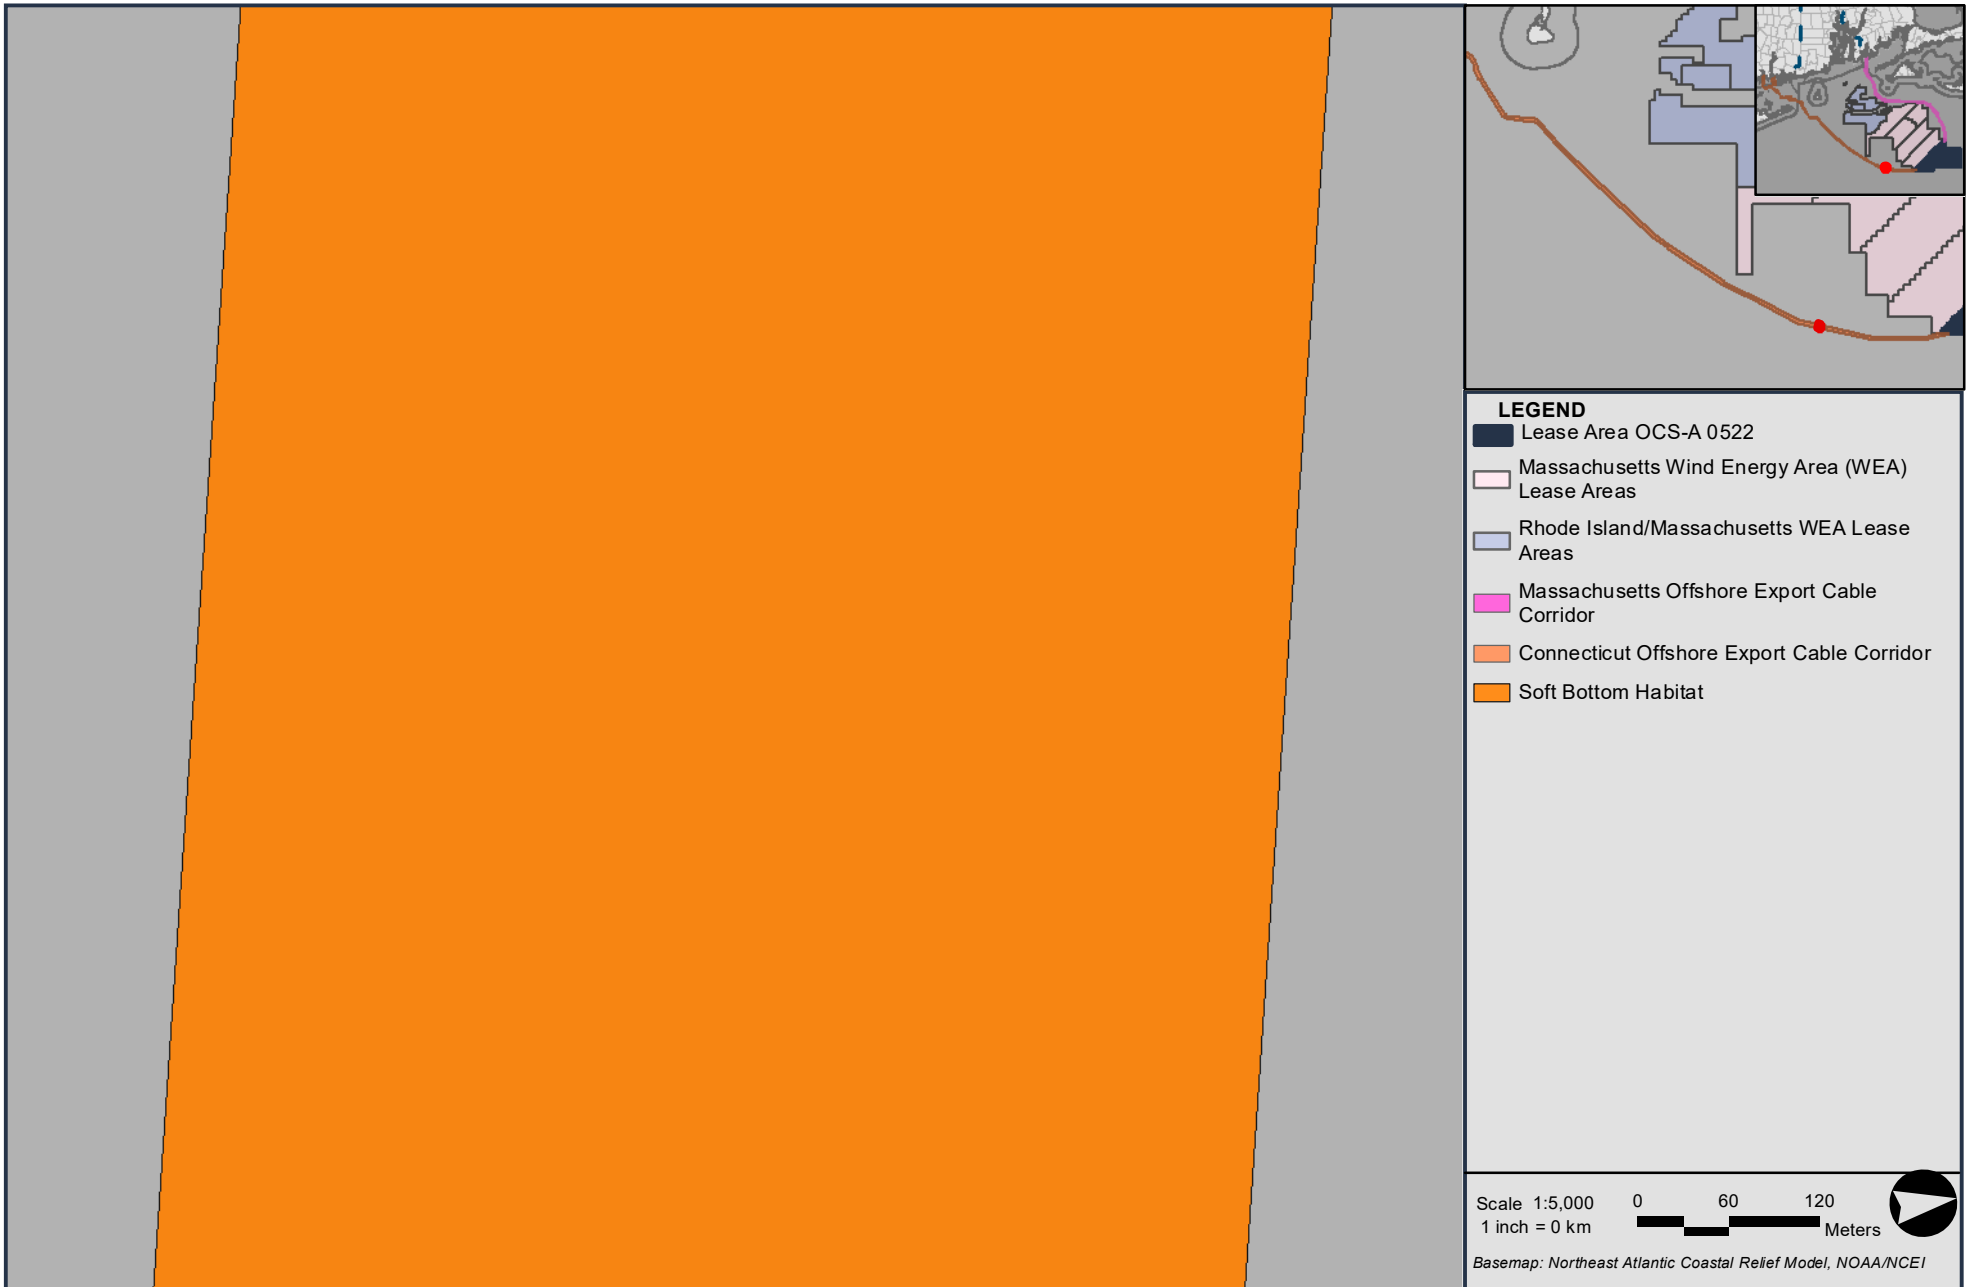 LEGEND
Lease Area OCS-A 0522
Massachusetts Wind Energy Area (WEA)
Lease Areas
Rhode Island/Massachusetts WEA Lease
Areas
Massachusetts Offshore Export Cable
Corridor
Connecticut Offshore Export Cable Corridor
Soft Bottom Habitat
Scale 1:5,000
1 inch = 0 km
0 60 120
Meters
Basemap: Northeast Atlantic Coastal Relief Model, NOAA/NCEI